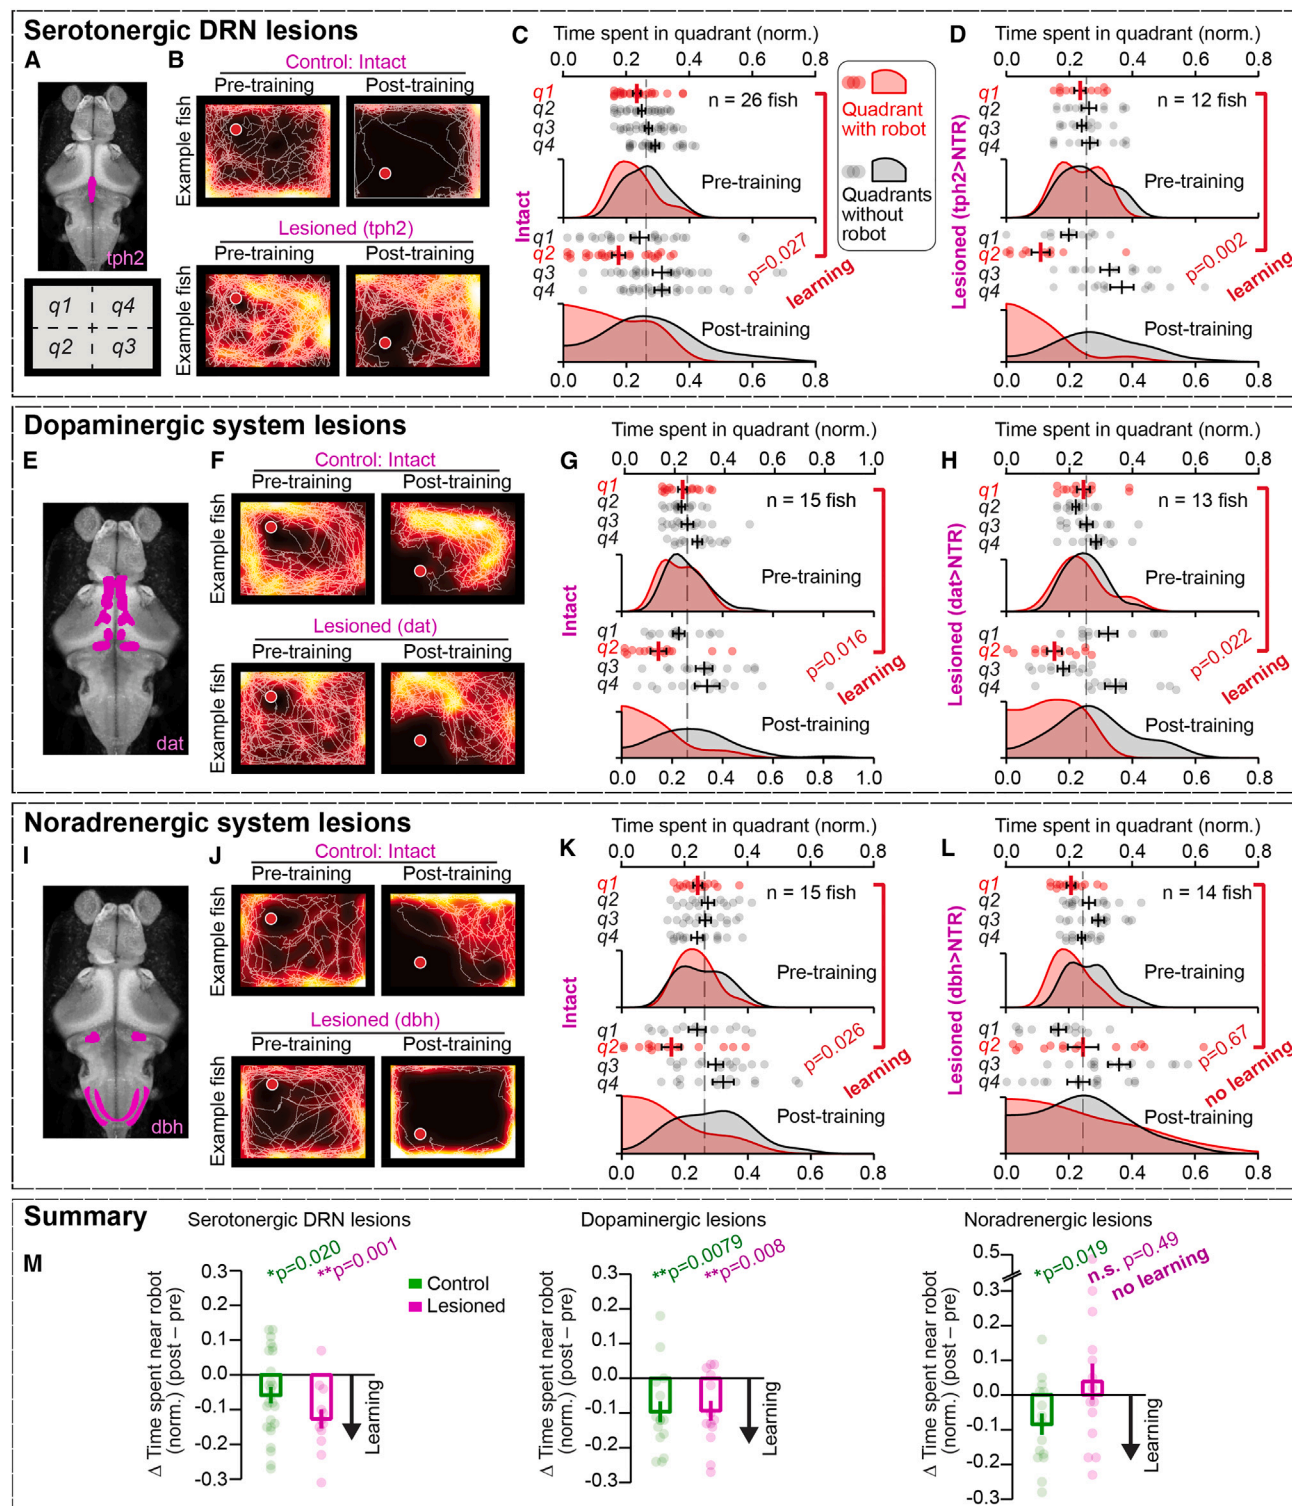 Serotonergic DRN lesions
A
tph2
q1 q4
q2 q3
B
Control: Intact
Pre-training Post-training
Example fish
Lesioned (tph2)
Pre-training Post-training
Example fish
C
Time spent in quadrant (norm.)
Intact
q1
q2
q3
q4
n = 26 fish
Pre-training
q1
q2
q3
q4
p=0.027
learning
Post-training
0.0 0.2 0.4 0.6 0.8
Quadrant
with robot
Quadrants
without
robot
D
Time spent in quadrant (norm.)
Lesioned (tph2>NTR)
q1
q2
q3
q4
n = 12 fish
Pre-training
q1
q2
q3
q4
p=0.002
learning
Post-training
0.0 0.2 0.4 0.6 0.8
Dopaminergic system lesions
E
dat
F
Control: Intact
Pre-training Post-training
Example fish
Lesioned (dat)
Pre-training Post-training
Example fish
G
Time spent in quadrant (norm.)
0.0 0.2 0.4 0.6 0.8 1.0
Intact
q1
q2
q3
q4
n = 15 fish
Pre-training
q1
q2
q3
q4
p=0.016
learning
Post-training
0.0 0.2 0.4 0.6 0.8 1.0
H
Time spent in quadrant (norm.)
0.0 0.2 0.4 0.6 0.8
Lesioned (dat>NTR)
q1
q2
q3
q4
n = 13 fish
Pre-training
q1
q2
q3
q4
p=0.022
learning
Post-training
0.0 0.2 0.4 0.6 0.8
Noradrenergic system lesions
I
dbh
J
Control: Intact
Pre-training Post-training
Example fish
Lesioned (dbh)
Pre-training Post-training
Example fish
K
Time spent in quadrant (norm.)
0.0 0.2 0.4 0.6 0.8
Intact
q1
q2
q3
q4
n = 15 fish
Pre-training
q1
q2
q3
q4
p=0.026
learning
Post-training
0.0 0.2 0.4 0.6 0.8
L
Time spent in quadrant (norm.)
0.0 0.2 0.4 0.6 0.8
Lesioned (dbh>NTR)
q1
q2
q3
q4
n = 14 fish
Pre-training
q1
q2
q3
q4
p=0.67
no learning
Post-training
0.0 0.2 0.4 0.6 0.8
Summary
M
Serotonergic DRN lesions
*p=0.020
**p=0.001
Control
Lesioned
Δ Time spent near robot
(norm.) (post – pre)
0.3
0.2
0.1
0.0
-0.1
-0.2
-0.3
Learning
Dopaminergic lesions
**p=0.0079
**p=0.008
Δ Time spent near robot
(norm.) (post – pre)
0.3
0.2
0.1
0.0
-0.1
-0.2
-0.3
Learning
Noradrenergic lesions
*p=0.019
n.s. p=0.49
no learning
Δ Time spent near robot
(norm.) (post – pre)
0.5
0.3
0.2
0.1
0.0
-0.1
-0.2
-0.3
Learning